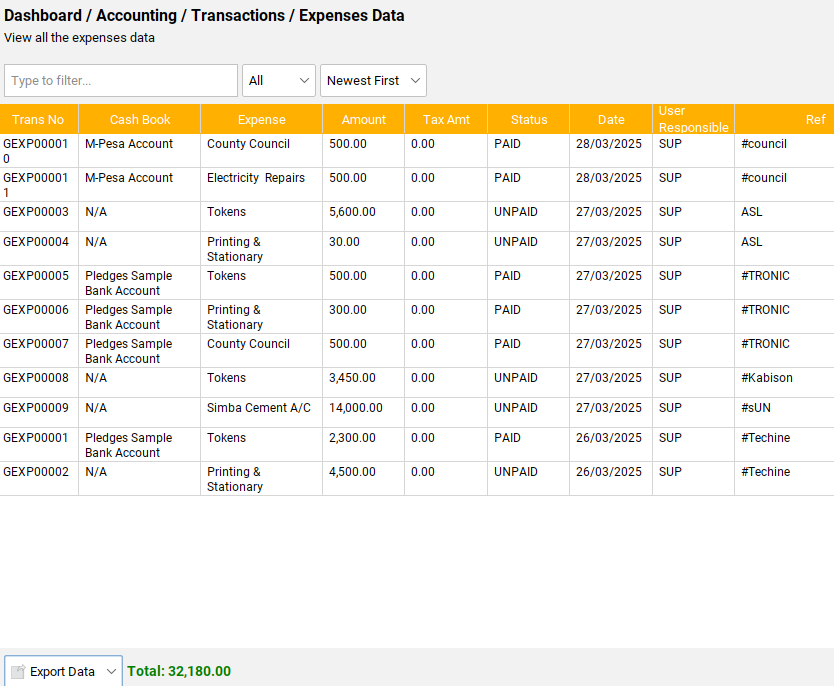 Dashboard / Accounting / Transactions / Expenses Data
View all the expenses data
Type to filter... All Newest First
Trans No Cash Book Expense Amount Tax Amt Status Date User Responsible Ref
GEXP000010 M-Pesa Account County Council 500.00 0.00 PAID 28/03/2025 SUP #council
GEXP000011 M-Pesa Account Electricity  Repairs 500.00 0.00 PAID 28/03/2025 SUP #council
GEXP00003 N/A Tokens 5,600.00 0.00 UNPAID 27/03/2025 SUP ASL
GEXP00004 N/A Printing & Stationary 30.00 0.00 UNPAID 27/03/2025 SUP ASL
GEXP00005 Pledges Sample Bank Account Tokens 500.00 0.00 PAID 27/03/2025 SUP #TRONIC
GEXP00006 Pledges Sample Bank Account Printing & Stationary 300.00 0.00 PAID 27/03/2025 SUP #TRONIC
GEXP00007 Pledges Sample Bank Account County Council 500.00 0.00 PAID 27/03/2025 SUP #TRONIC
GEXP00008 N/A Tokens 3,450.00 0.00 UNPAID 27/03/2025 SUP #Kabison
GEXP00009 N/A Simba Cement A/C 14,000.00 0.00 UNPAID 27/03/2025 SUP #sUN
GEXP00001 Pledges Sample Bank Account Tokens 2,300.00 0.00 PAID 26/03/2025 SUP #Techine
GEXP00002 N/A Printing & Stationary 4,500.00 0.00 UNPAID 26/03/2025 SUP #Techine
Export Data Total: 32,180.00